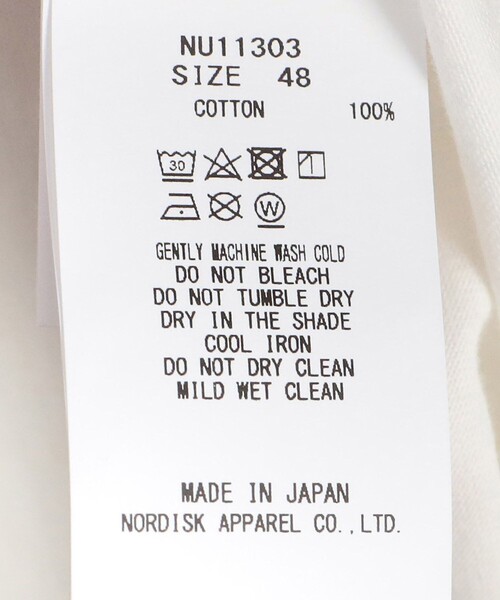 NU11303
SIZE 48
COTTON 100%
30
W
GENTLY MACHINE WASH COLD
DO NOT BLEACH
DO NOT TUMBLE DRY
DRY IN THE SHADE
COOL IRON
DO NOT DRY CLEAN
MILD WET CLEAN
MADE IN JAPAN
NORDISK APPAREL CO.,LTD.